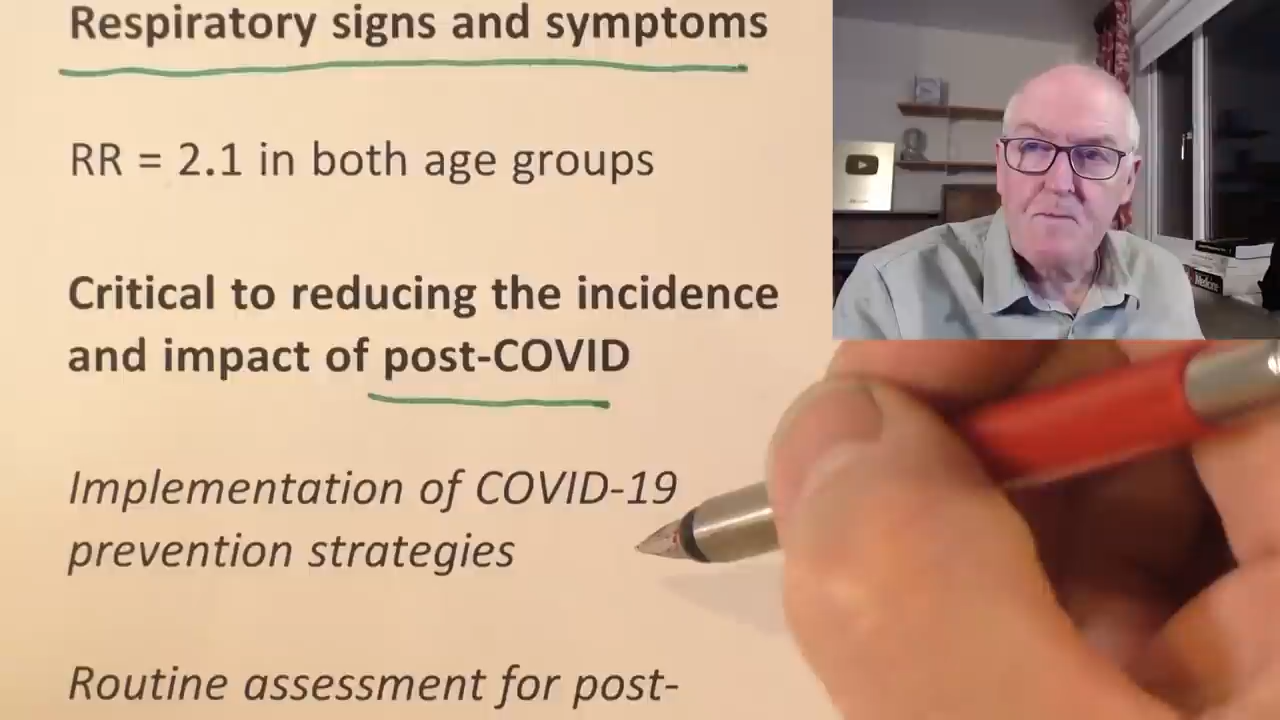 Respiratory signs and symptoms
RR = 2.1 in both age groups
Critical to reducing the incidence
and impact of post-COVID
Implementation of COVID-19
prevention strategies
Routine assessment for post-
Medicine